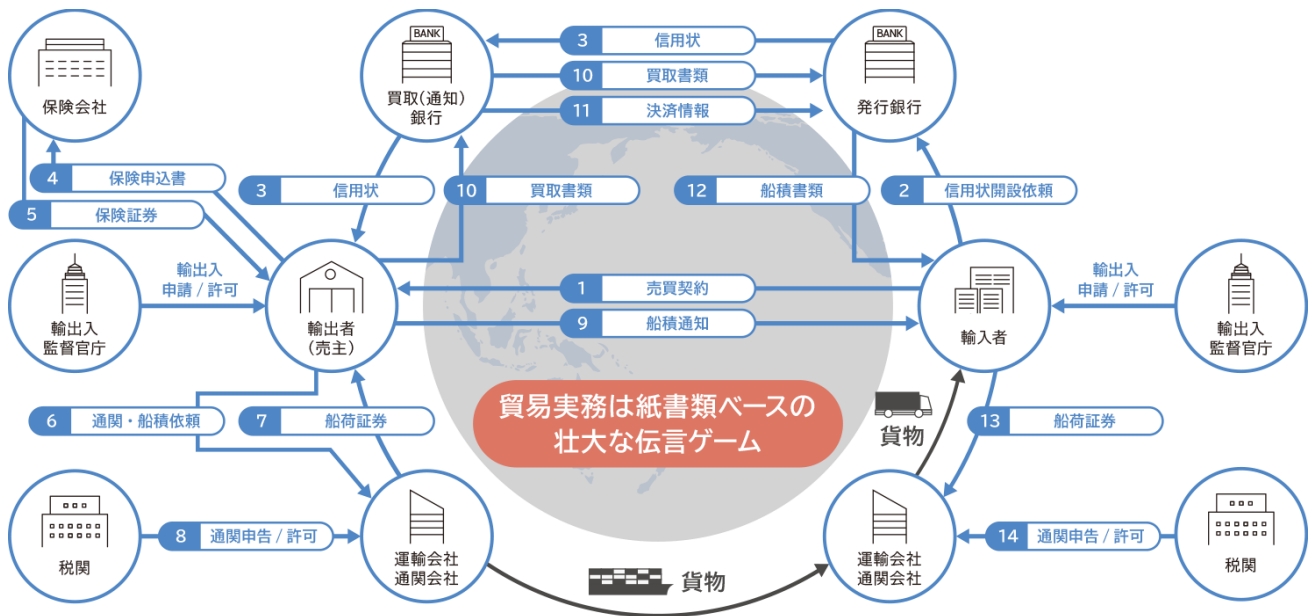 BANK
BANK
3 信用状
10 買取書類
11 決済情報
保険会社
買取(通知)
銀行
発行銀行
4 保険申込書
3 信用状
10 買取書類
12 船積書類
2 信用状開設依頼
5 保険証券
輸出入
申請 / 許可
輸出入
監督官庁
輸出者
(売主)
1 売買契約
9 船積通知
輸入者
輸出入
申請 / 許可
輸出入
監督官庁
6 通関・船積依頼
7 船荷証券
貿易実務は紙書類ベースの
壮大な伝言ゲーム
貨物
13 船荷証券
税関
8 通関申告 / 許可
運輸会社
通関会社
貨物
運輸会社
通関会社
14 通関申告 / 許可
税関